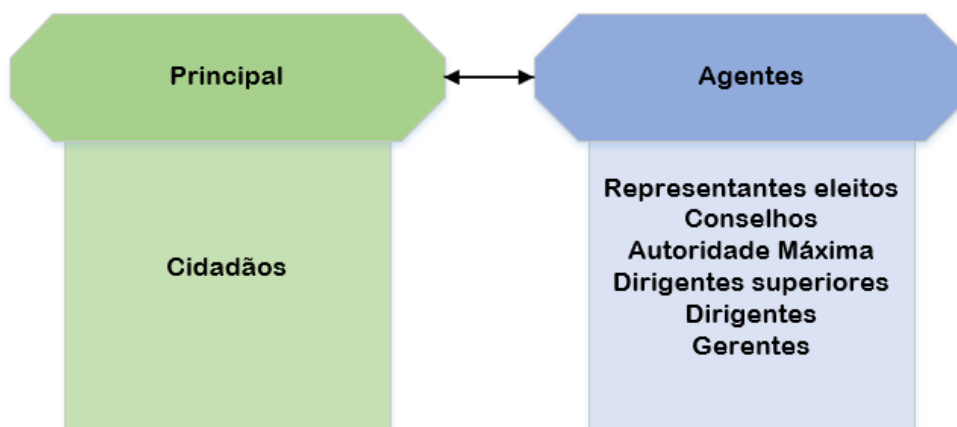 Principal
Agentes
Cidadãos
Representantes eleitos
Conselhos
Autoridade Máxima
Dirigentes superiores
Dirigentes
Gerentes